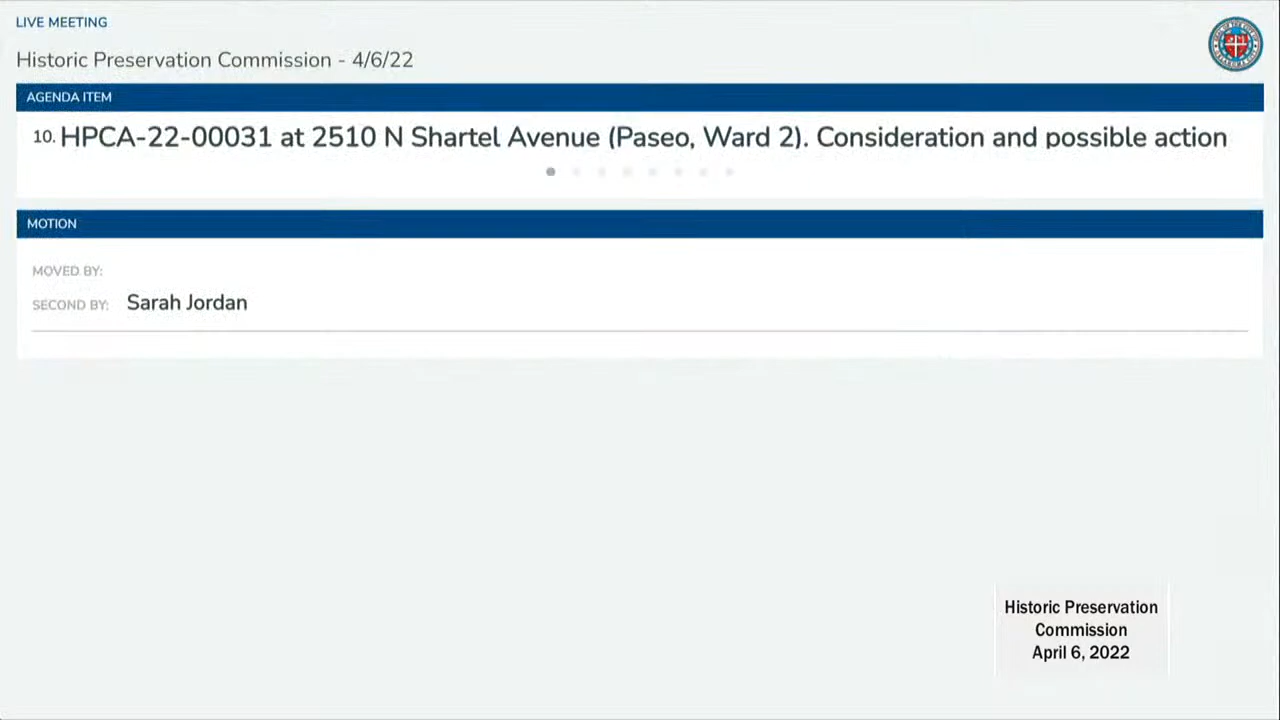 LIVE MEETING
Historic Preservation Commission - 4/6/22
AGENDA ITEM
10. HPCA-22-00031 at 2510 N Shartel Avenue (Paseo, Ward 2). Consideration and possible action
MOTION
MOVED BY:
SECOND BY: Sarah Jordan
Historic Preservation
Commission
April 6, 2022